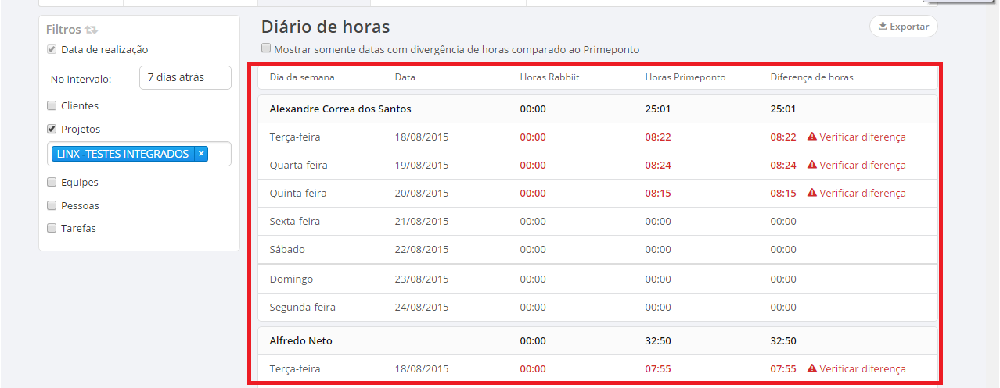 Filtros
Data de realização
No intervalo: 7 dias atrás
Clientes
Projetos
LINX -TESTES INTEGRADOS ×
Equipes
Pessoas
Tarefas
Diário de horas
Exportar
Mostrar somente datas com divergência de horas comparado ao Primeponto
Dia da semana Data Horas Rabbiit Horas Primeponto Diferença de horas
Alexandre Correa dos Santos 00:00 25:01 25:01
Terça-feira 18/08/2015 00:00 08:22 08:22 Verificar diferença
Quarta-feira 19/08/2015 00:00 08:24 08:24 Verificar diferença
Quinta-feira 20/08/2015 00:00 08:15 08:15 Verificar diferença
Sexta-feira 21/08/2015 00:00 00:00 00:00
Sábado 22/08/2015 00:00 00:00 00:00
Domingo 23/08/2015 00:00 00:00 00:00
Segunda-feira 24/08/2015 00:00 00:00 00:00
Alfredo Neto 00:00 32:50 32:50
Terça-feira 18/08/2015 00:00 07:55 07:55 Verificar diferença